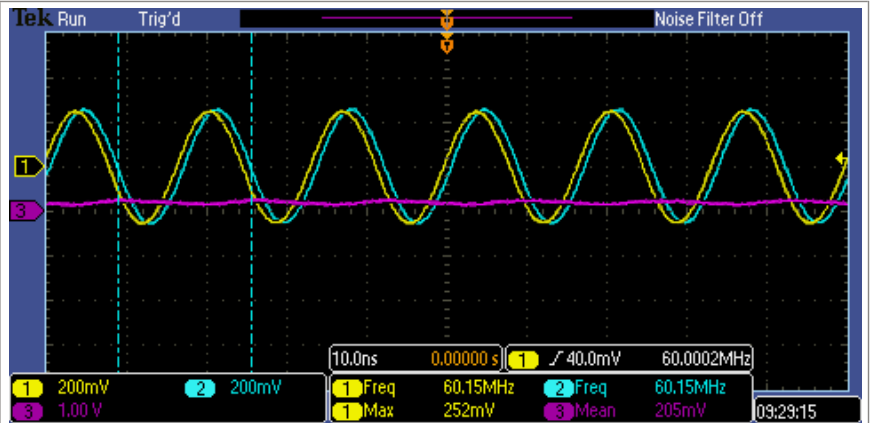 Tek Run Trig'd Noise Filter Off
T
1
3
10.0ns 0.00000 s 1 40.0mV 60.0002MHz
1 200mV 2 200mV 1 Freq 60.15MHz 2 Freq 60.15MHz
3 1.00 V 1 Max 252mV 3 Mean 205mV 09:29:15